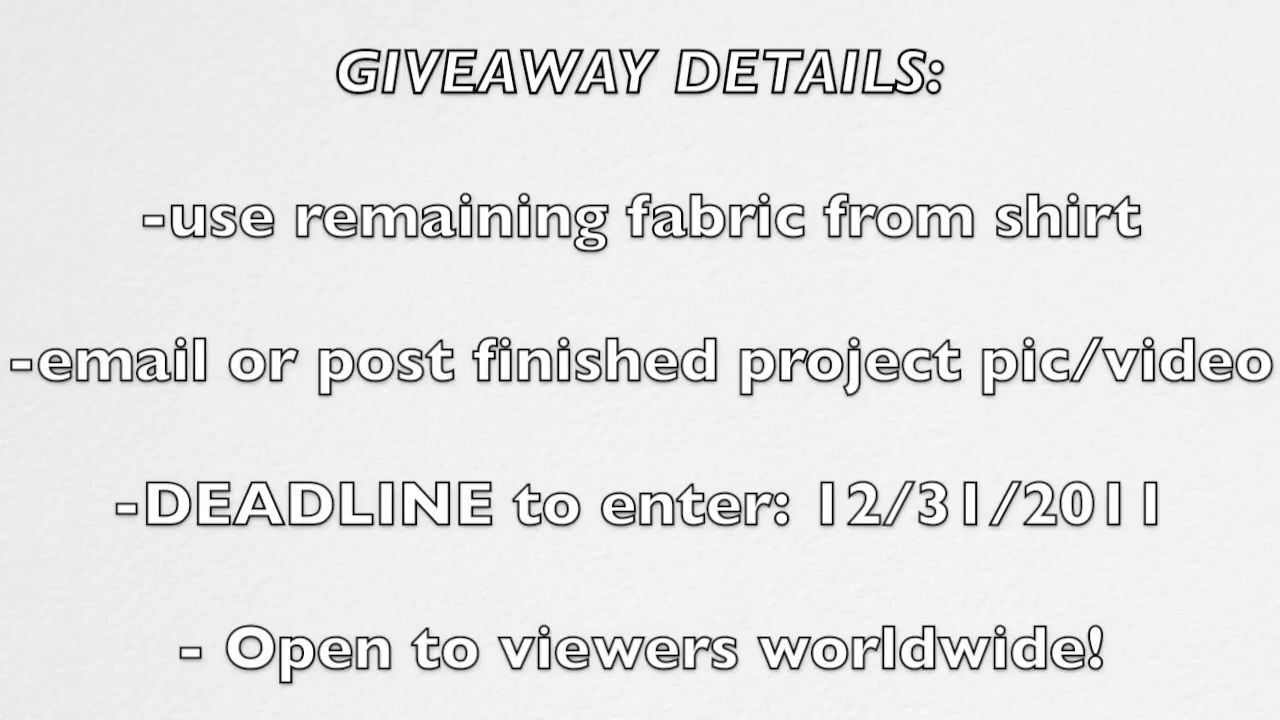 GIVEAWAY DETAILS:
-use remaining fabric from shirt
-email or post finished project pic/video
-DEADLINE to enter: 12/31/2011
- Open to viewers worldwide!